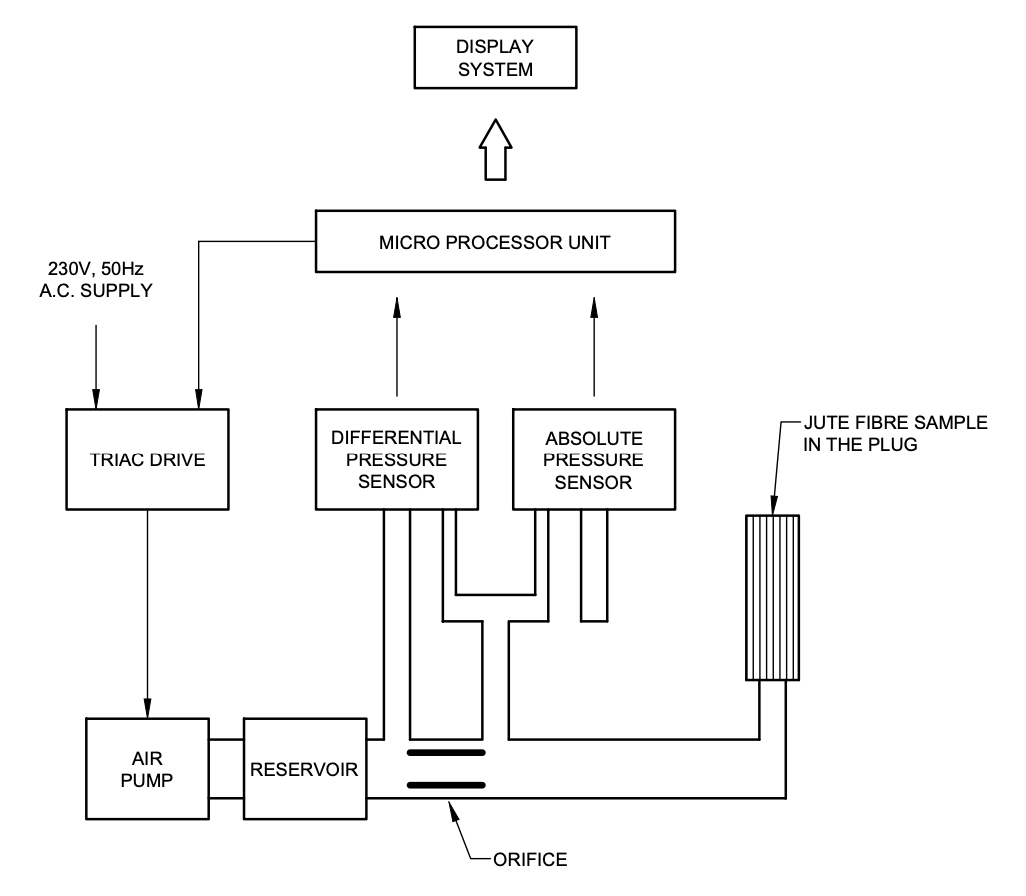 DISPLAY
SYSTEM
MICRO PROCESSOR UNIT
230V, 50Hz
A.C. SUPPLY
TRIAC DRIVE
DIFFERENTIAL
PRESSURE
SENSOR
ABSOLUTE
PRESSURE
SENSOR
JUTE FIBRE SAMPLE
IN THE PLUG
AIR
PUMP
RESERVOIR
ORIFICE